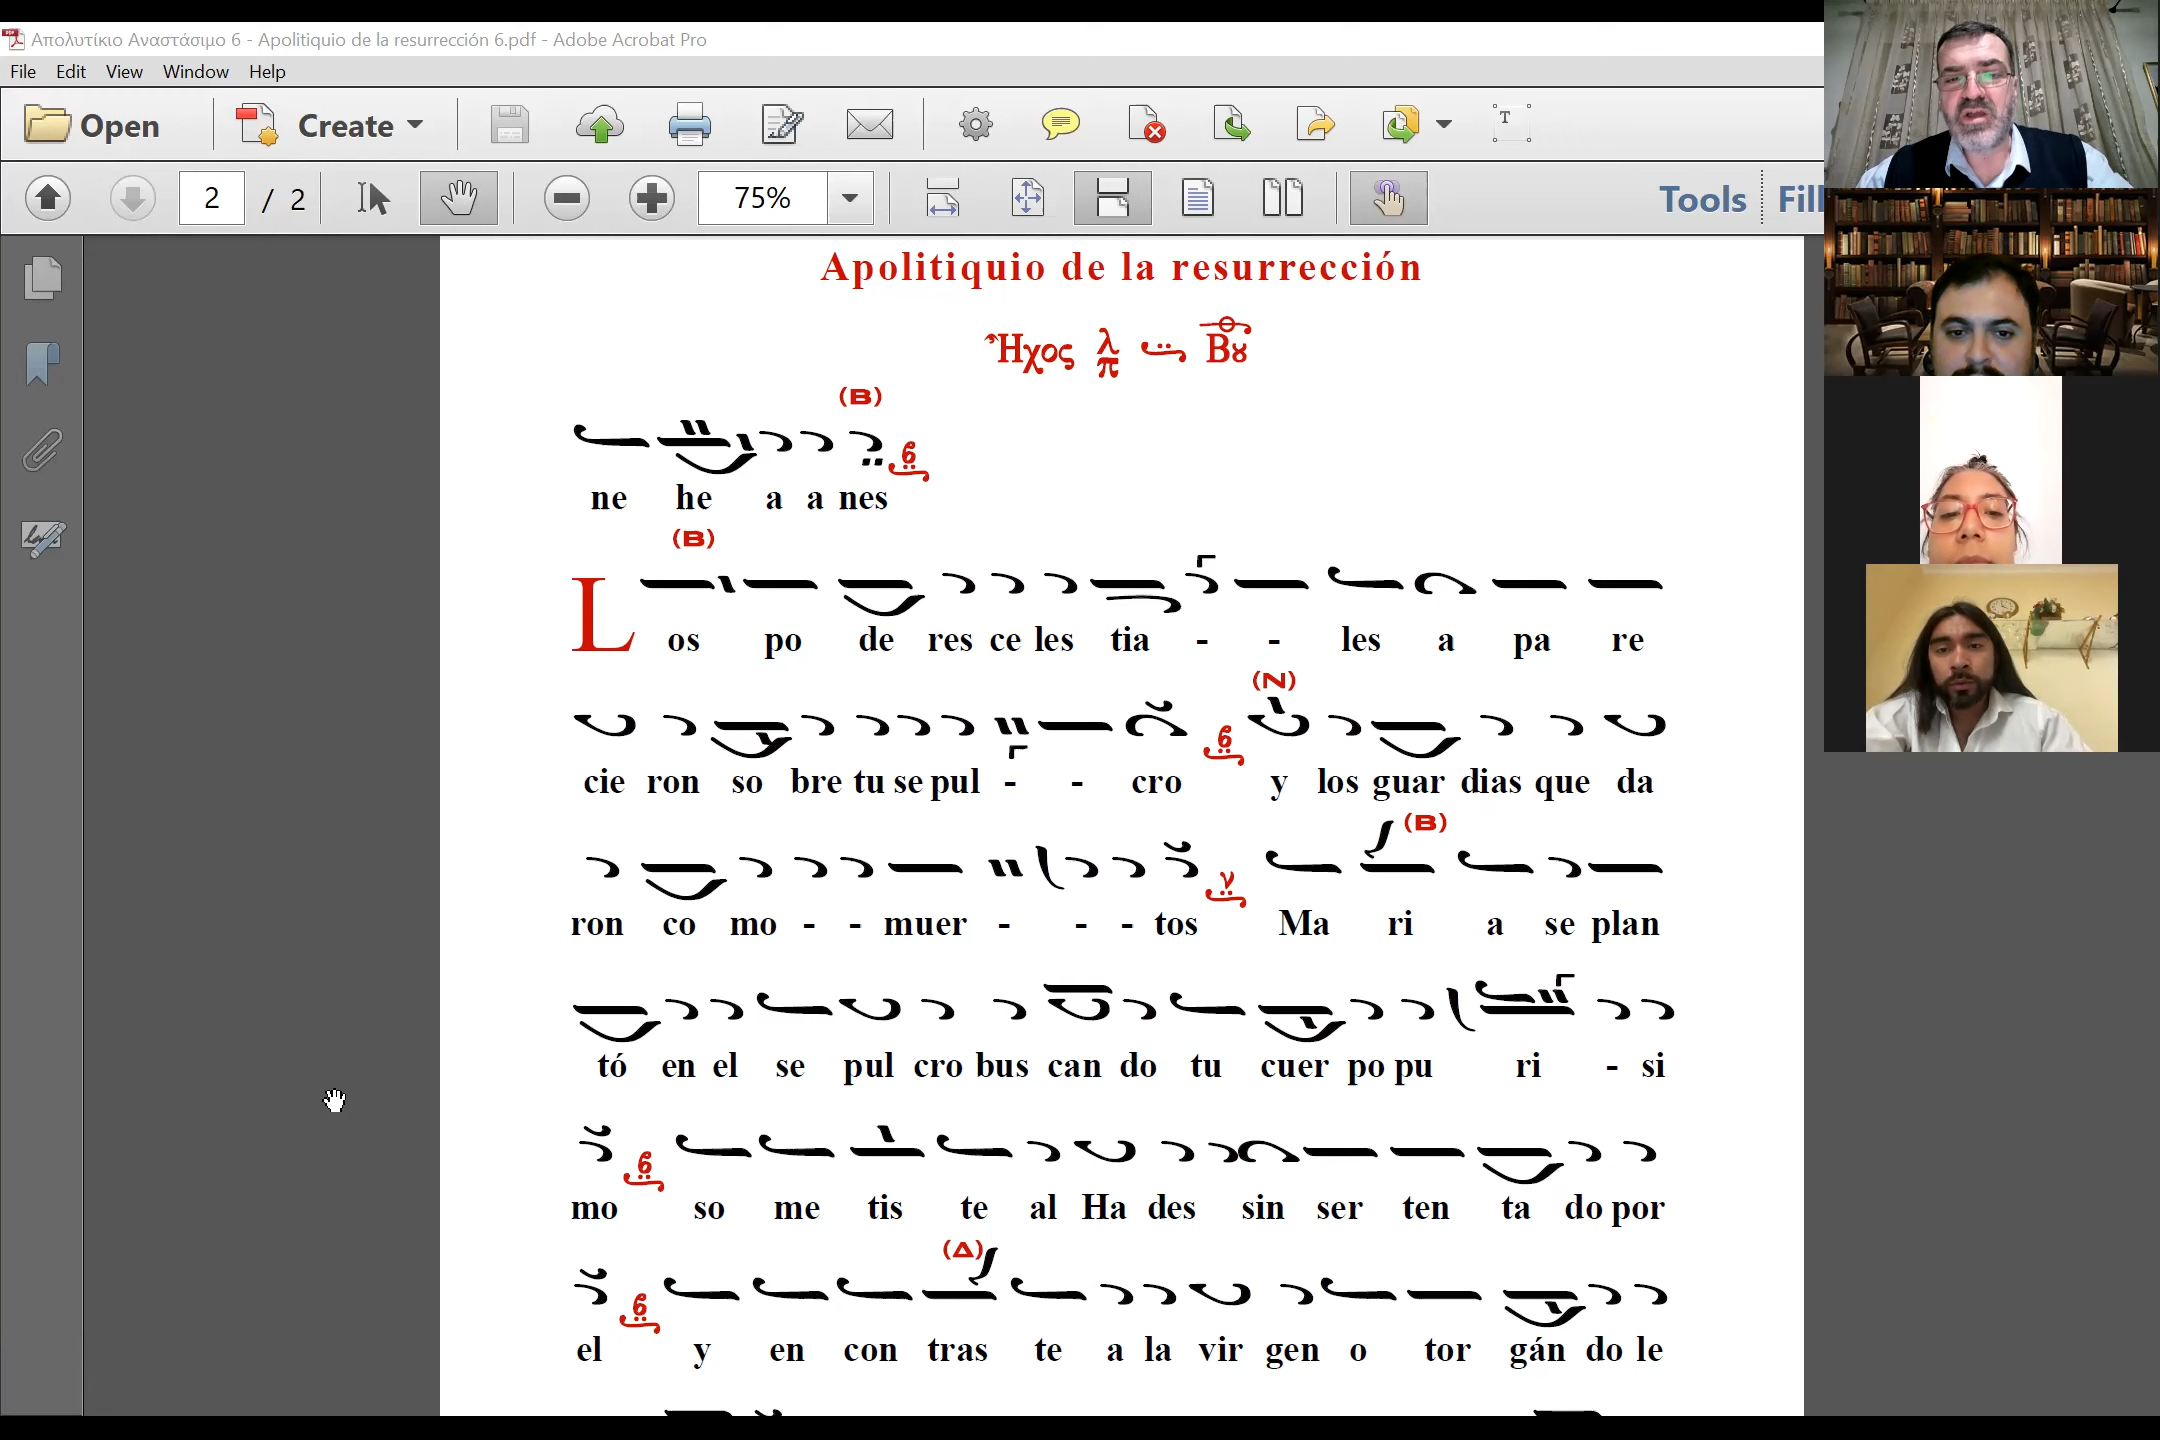 Απολυτίκιο Αναστάσιμο 6 - Apolitiquio de la resurrección 6.pdf - Adobe Acrobat Pro
File Edit View Window Help
Open Create
2 / 2 75% Tools Fill
Apolitiquio de la resurrección
Ἦχος λ π Βου
(Β)
ne he a a nes
(Β)
Los po de res ce les tia - - les a pa re
(Ν)
cie ron so bre tu se pul - - cro y los guar dias que da
(Β)
ron co mo - - muer - - - tos Ma ri a se plan
tó en el se pul cro bus can do tu cuer po pu ri - si
mo so me tis te al Ha des sin ser ten ta do por
(Δ)
el y en con tras te a la vir gen o tor gán do le